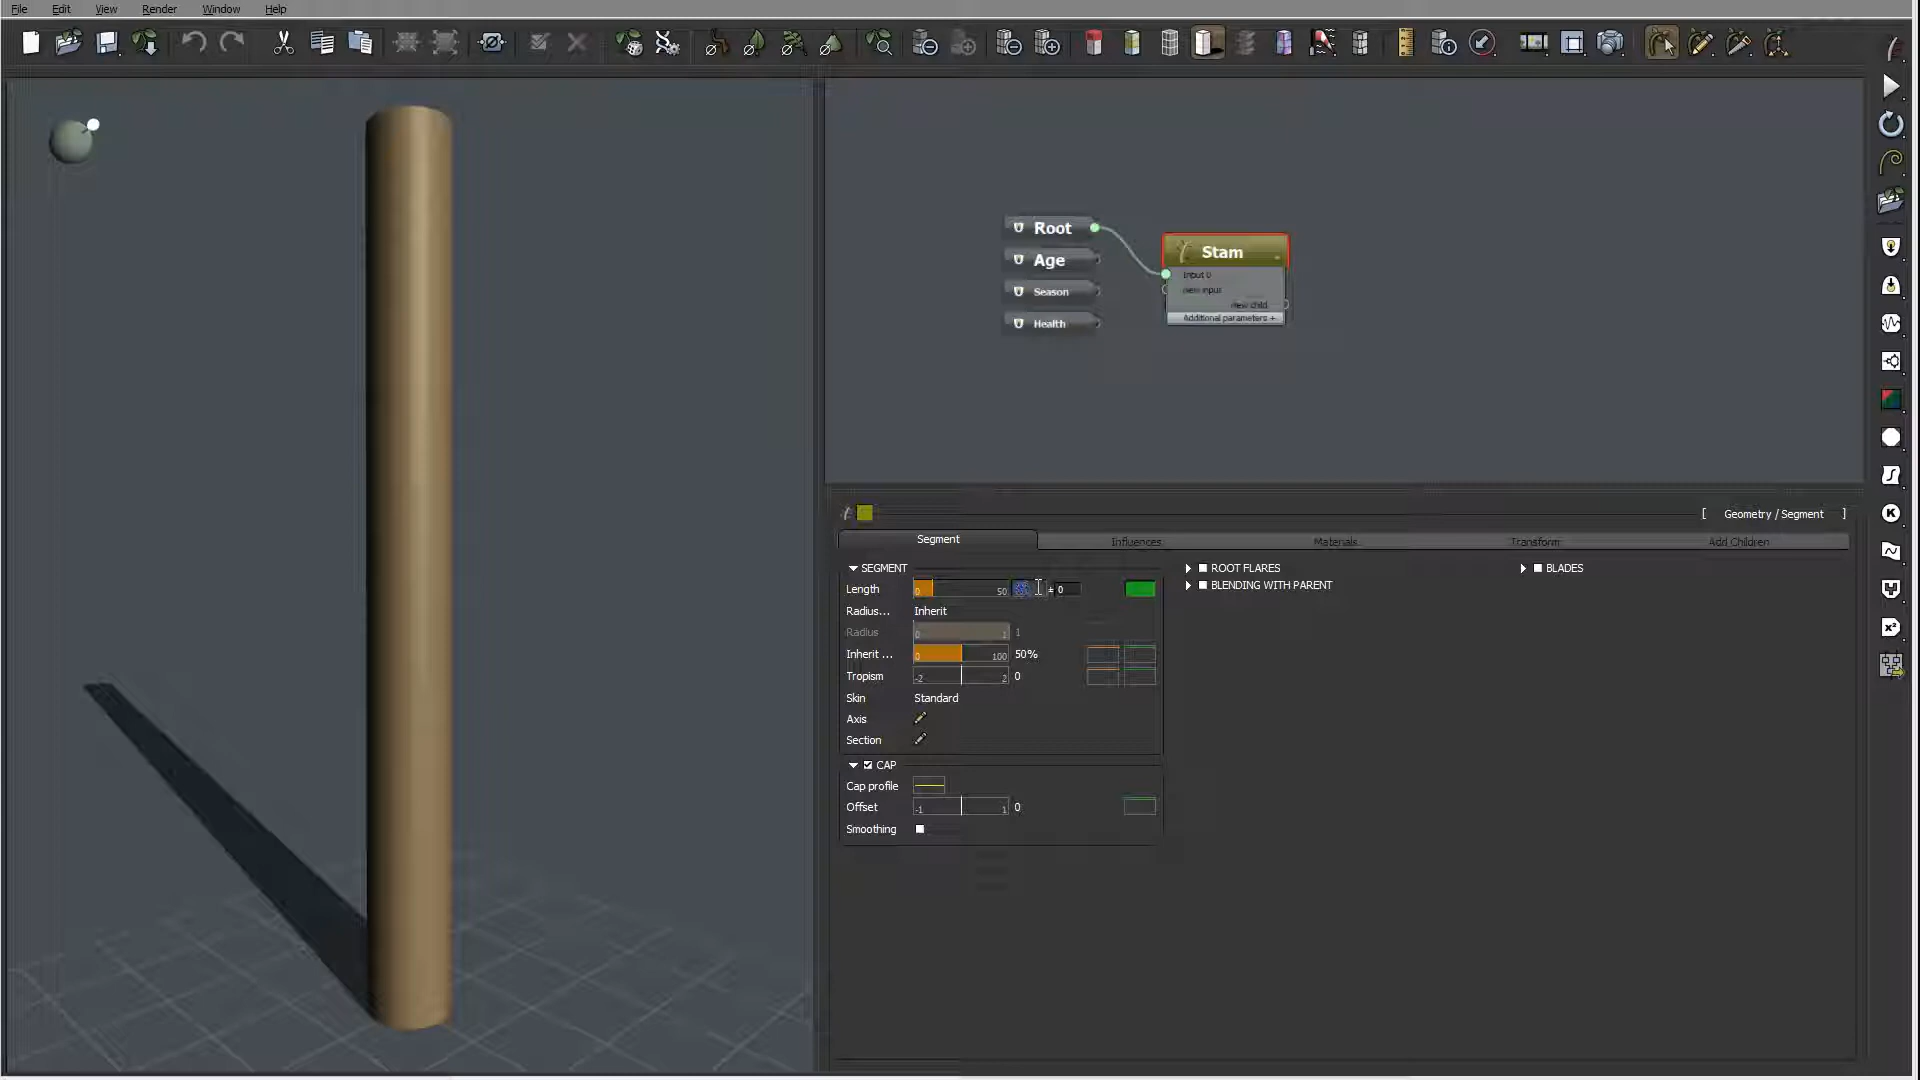 File Edit View Render Window Help
Root
Age
Season
Health
Stam
Input 0
new input
new child
Additional parameters +
[ Geometry / Segment ]
Segment Influences Materials Transform Add Children
SEGMENT
Length 0 50 ± 0
Radius... Inherit
Radius 0 1 1
Inherit ... 0 100 50%
Tropism -2 2 0
Skin Standard
Axis
Section
CAP
Cap profile
Offset -1 1 0
Smoothing
ROOT FLARES
BLENDING WITH PARENT
BLADES